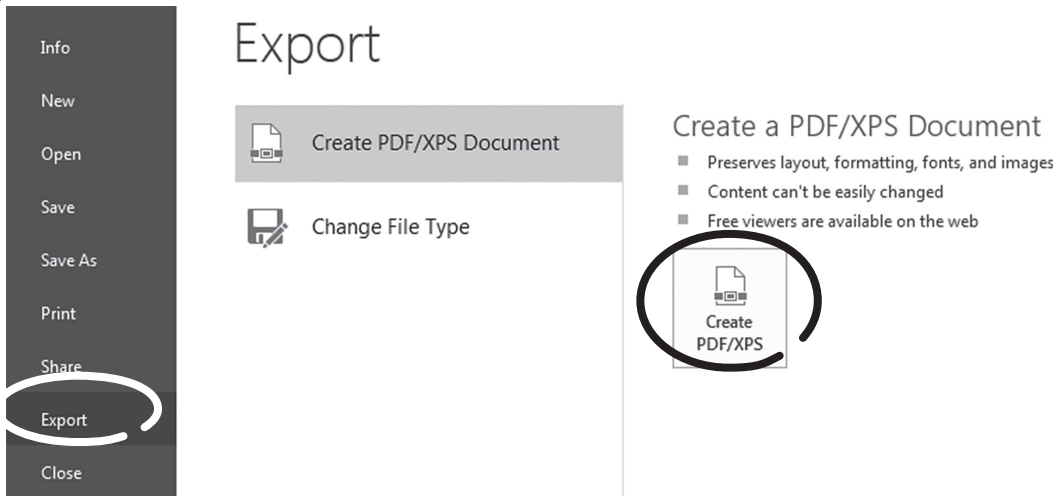 Info
New
Open
Save
Save As
Print
Share
Export
Close
Export
Create PDF/XPS Document
Change File Type
Create a PDF/XPS Document
Preserves layout, formatting, fonts, and images
Content can't be easily changed
Free viewers are available on the web
Create
PDF/XPS